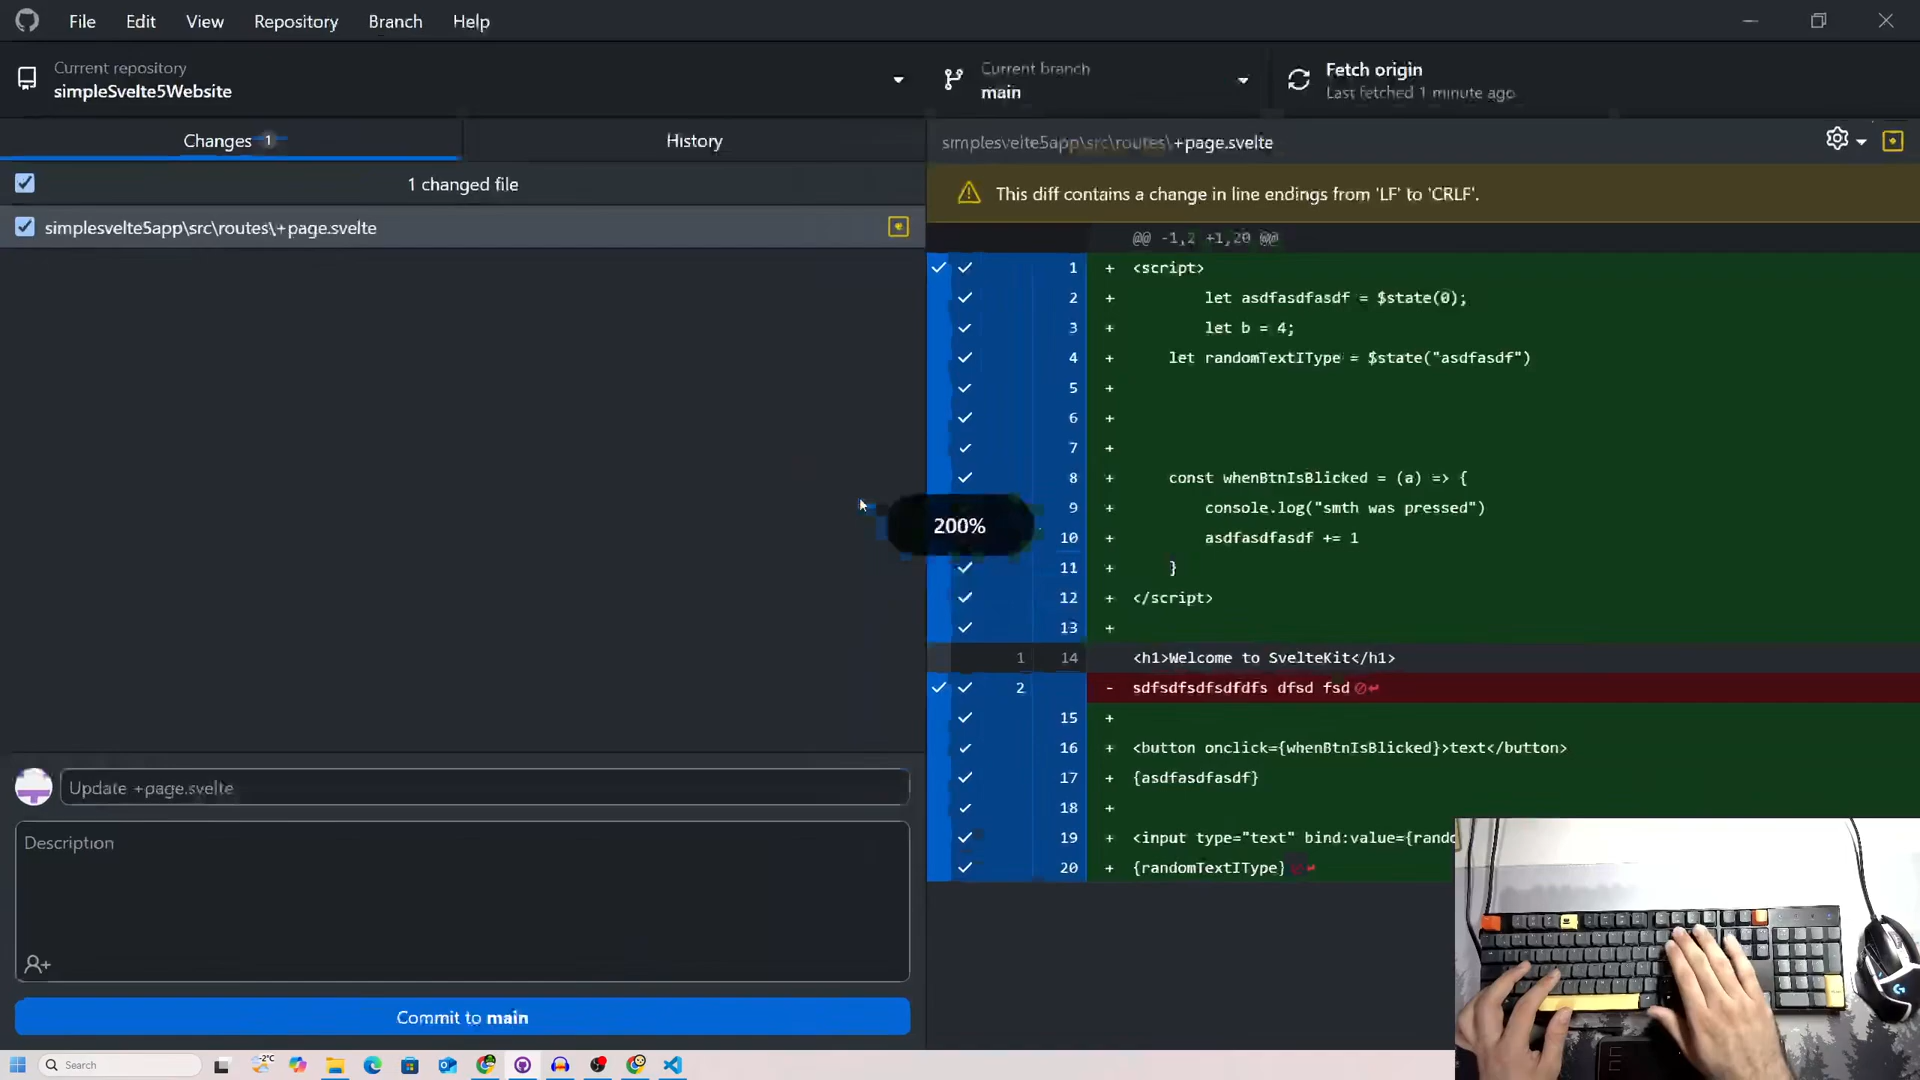 File Edit View Repository Branch Help
Current repository
simpleSvelte5Website
Current branch
main
Fetch origin
Last fetched 1 minute ago
Changes 1
History
simplesvelte5app\src\routes\+page.svelte
1 changed file
This diff contains a change in line endings from 'LF' to 'CRLF'.
simplesvelte5app\src\routes\+page.svelte
@@ -1,2 +1,20 @@
1 + <script>
2 + let asdfasdfasdf = $state(0);
3 + let b = 4;
4 + let randomTextIType = $state("asdfasdf")
5 +
6 +
7 +
8 + const whenBtnIsBlicked = (a) => {
9 + console.log("smth was pressed")
200%
10 + asdfasdfasdf += 1
11 + }
12 + </script>
13 +
1 14 <h1>Welcome to SvelteKit</h1>
2 - sdfsdfsdfsdfdfs dfsd fsd
15 +
16 + <button onclick={whenBtnIsBlicked}>text</button>
17 + {asdfasdfasdf}
18 +
19 + <input type="text" bind:value={rando
20 + {randomTextIType}
Update +page.svelte
Description
Commit to main
Search
-2°C